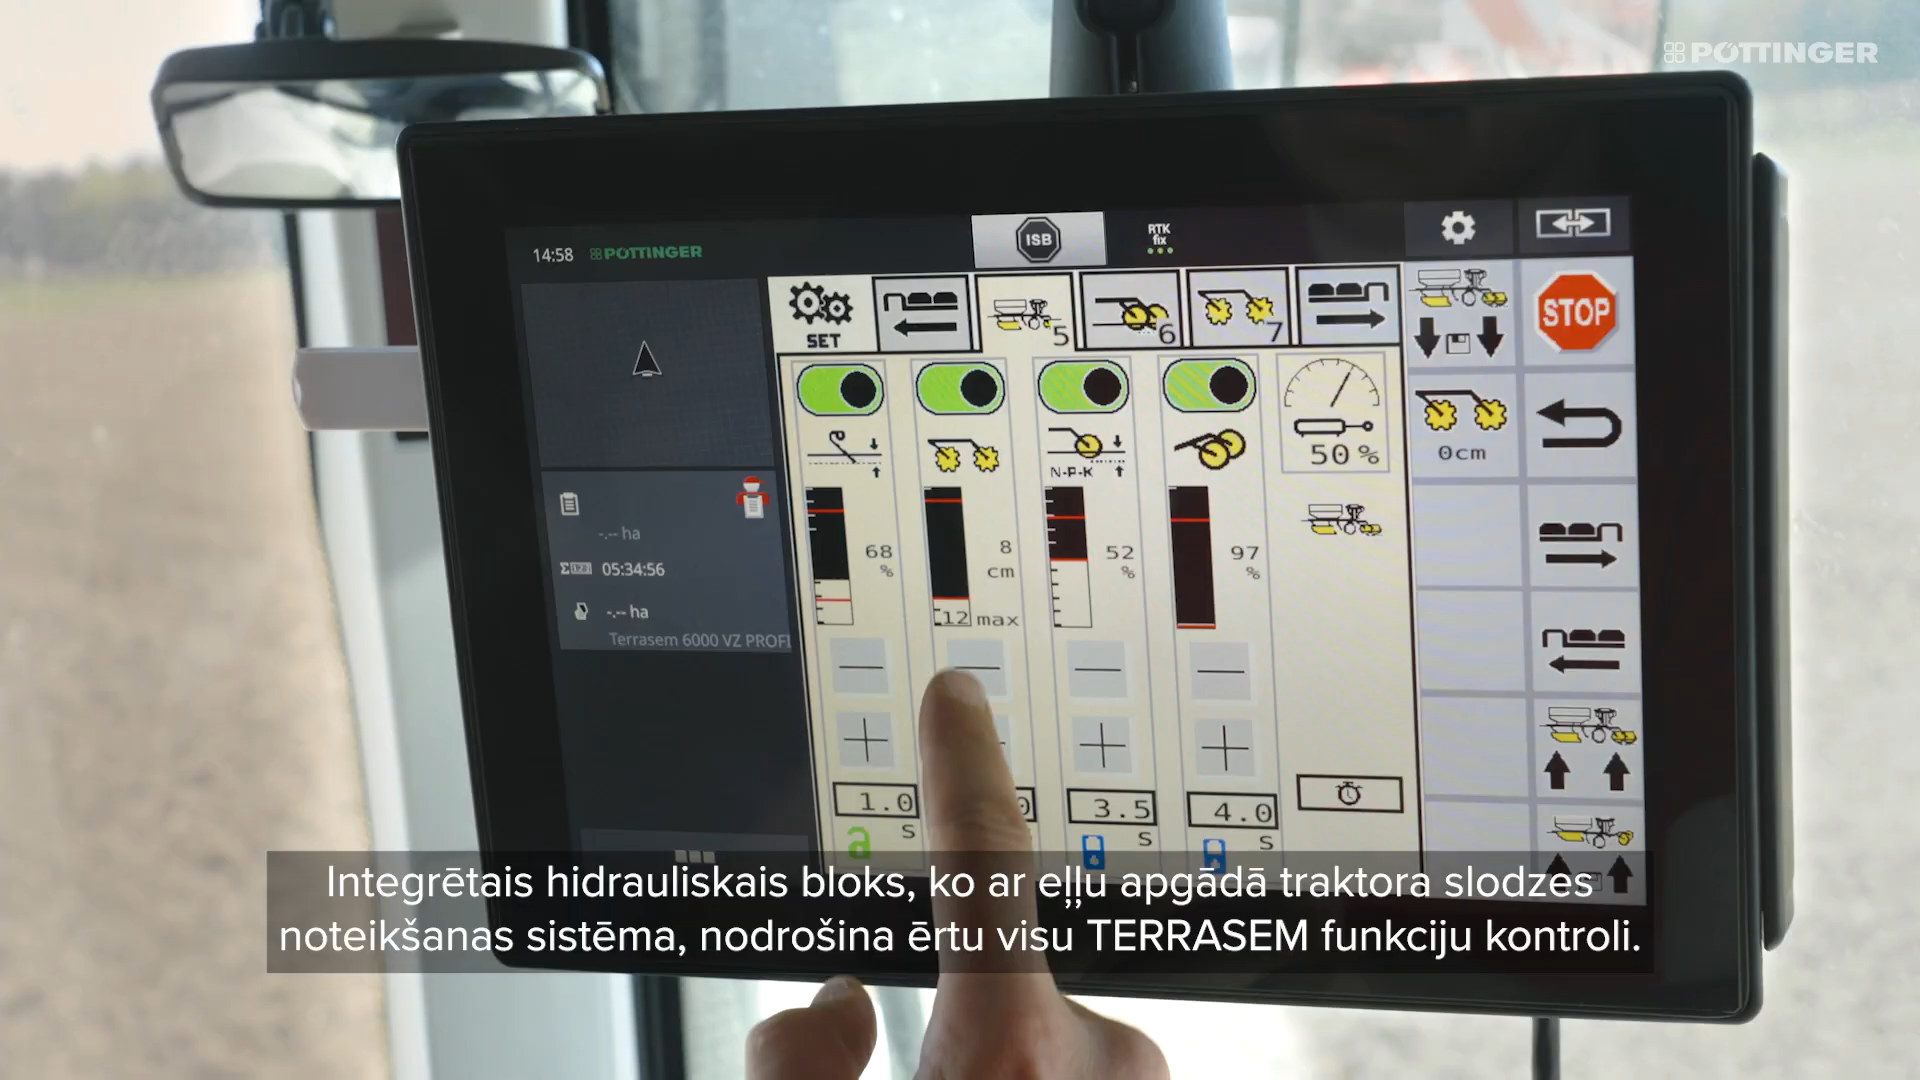 PÖTTINGER
14:58 PÖTTINGER
ISB
RTK
fix
SET
5
6
7
STOP
N-P-K
50 %
0cm
68
%
8
cm
52
%
97
%
12 max
-.-- ha
05:34:56
-.-- ha
Terrasem 6000 VZ PROFI
1.0
s
0
3.5
s
4.0
s
Integrētais hidrauliskais bloks, ko ar eļļu apgādā traktora slodzes
noteikšanas sistēma, nodrošina ērtu visu TERRASEM funkciju kontroli.